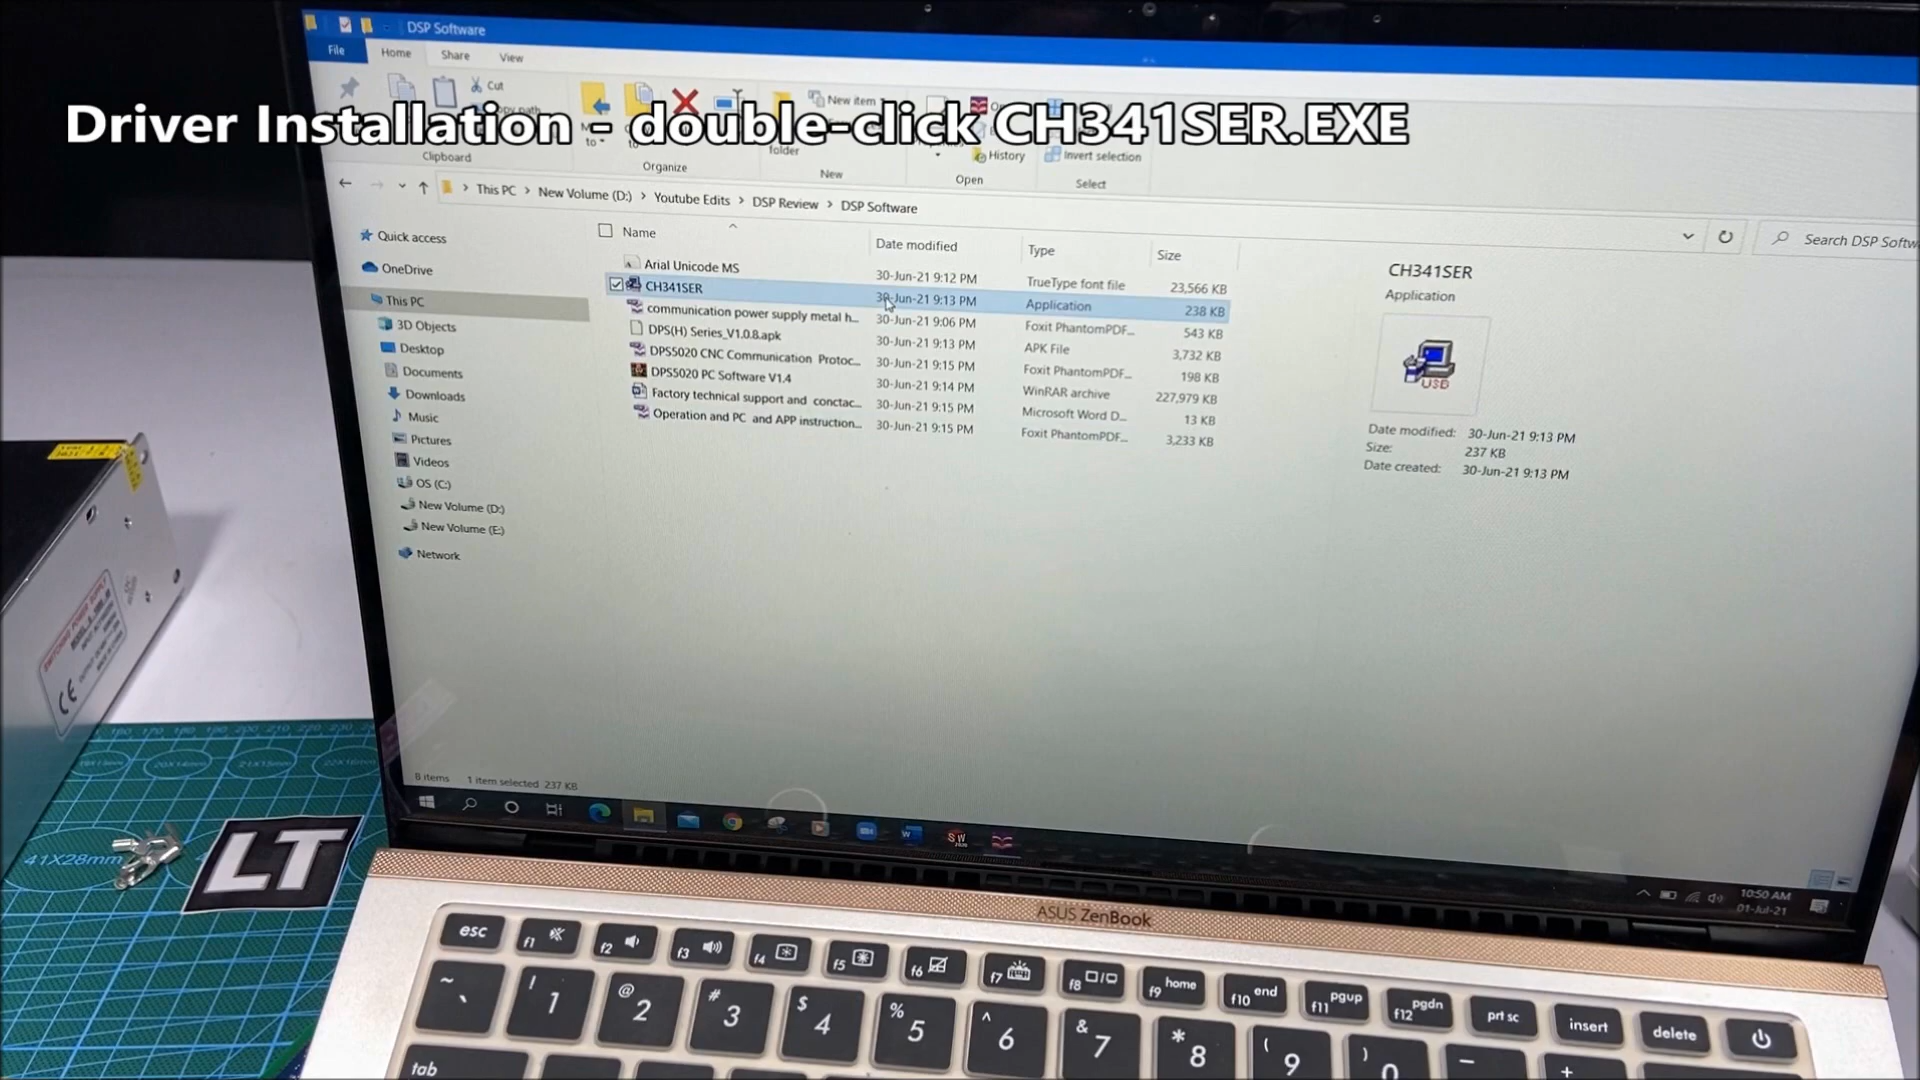 DSP Software
File Home Share View
Cut
New item
Driver Installation - double-click CH341SER.EXE
to to
folder
History
Invert selection
Clipboard
Organize
New
Open
Select
This PC > New Volume (D:) > Youtube Edits > DSP Review > DSP Software
Search DSP Softw
Quick access
OneDrive
This PC
3D Objects
Desktop
Documents
Downloads
Music
Pictures
Videos
OS (C:)
New Volume (D:)
New Volume (E:)
Network
Name Date modified Type Size
Arial Unicode MS 30-Jun-21 9:12 PM TrueType font file 23,566 KB
CH341SER 30-Jun-21 9:13 PM Application 238 KB
communication power supply metal h... 30-Jun-21 9:06 PM Foxit PhantomPDF... 543 KB
DPS(H) Series_V1.0.8.apk 30-Jun-21 9:13 PM APK File 3,732 KB
DPS5020 CNC Communication Protoc... 30-Jun-21 9:15 PM Foxit PhantomPDF... 198 KB
DPS5020 PC Software V1.4 30-Jun-21 9:14 PM WinRAR archive 227,979 KB
Factory technical support and conctac... 30-Jun-21 9:15 PM Microsoft Word D... 13 KB
Operation and PC and APP instruction... 30-Jun-21 9:15 PM Foxit PhantomPDF... 3,233 KB
CH341SER
Application
USB
Date modified: 30-Jun-21 9:13 PM
Size: 237 KB
Date created: 30-Jun-21 9:13 PM
8 items 1 item selected 237 KB
10:50 AM
01-Jul-21
SWITCHING POWER SUPPLY
CE
41X28mm
LT
ASUS ZenBook
esc f1 f2 f3 f4 f5 f6 f7 f8 f9 home f10 end f11 pgup f12 pgdn prt sc insert delete
~ ` ! 1 @ 2 # 3 $ 4 % 5 ^ 6 & 7 * 8 ( 9 ) 0 - +
tab